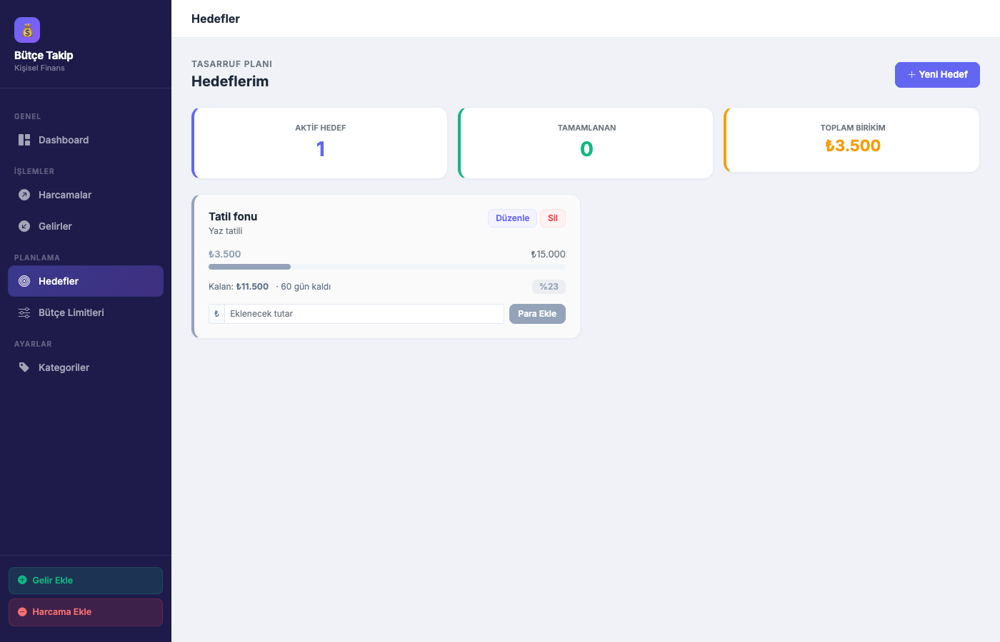 Bütçe Takip
Kişisel Finans
GENEL
Dashboard
İŞLEMLER
Harcamalar
Gelirler
PLANLAMA
Hedefler
Bütçe Limitleri
AYARLAR
Kategoriler
Gelir Ekle
Harcama Ekle
Hedefler
TASARRUF PLANI
Hedeflerim
+ Yeni Hedef
AKTİF HEDEF
1
TAMAMLANAN
0
TOPLAM BİRİKİM
₺3.500
Tatil fonu
Yaz tatili
Düzenle
Sil
₺3.500
₺15.000
Kalan: ₺11.500 · 60 gün kaldı
%23
₺ Eklenecek tutar
Para Ekle